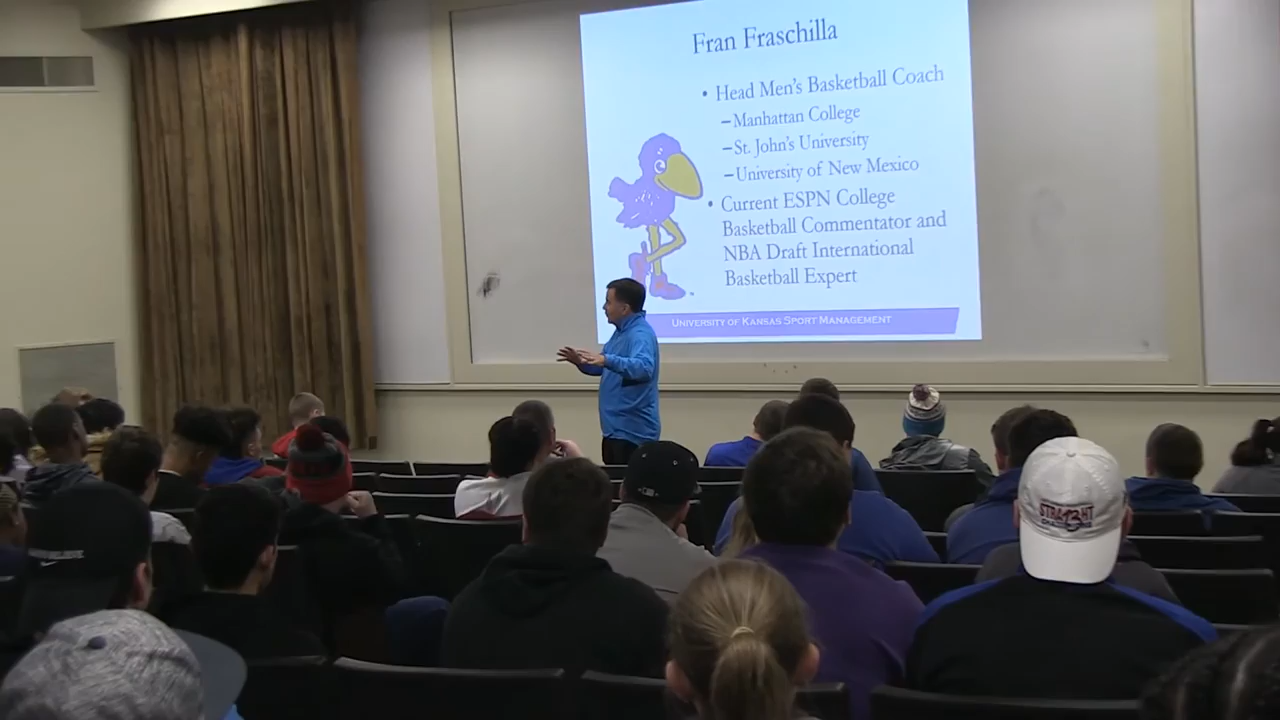 Fran Fraschilla
• Head Men's Basketball Coach
–Manhattan College
–St. John's University
–University of New Mexico
• Current ESPN College
Basketball Commentator and
NBA Draft International
Basketball Expert
UNIVERSITY OF KANSAS SPORT MANAGEMENT
STRA13HT